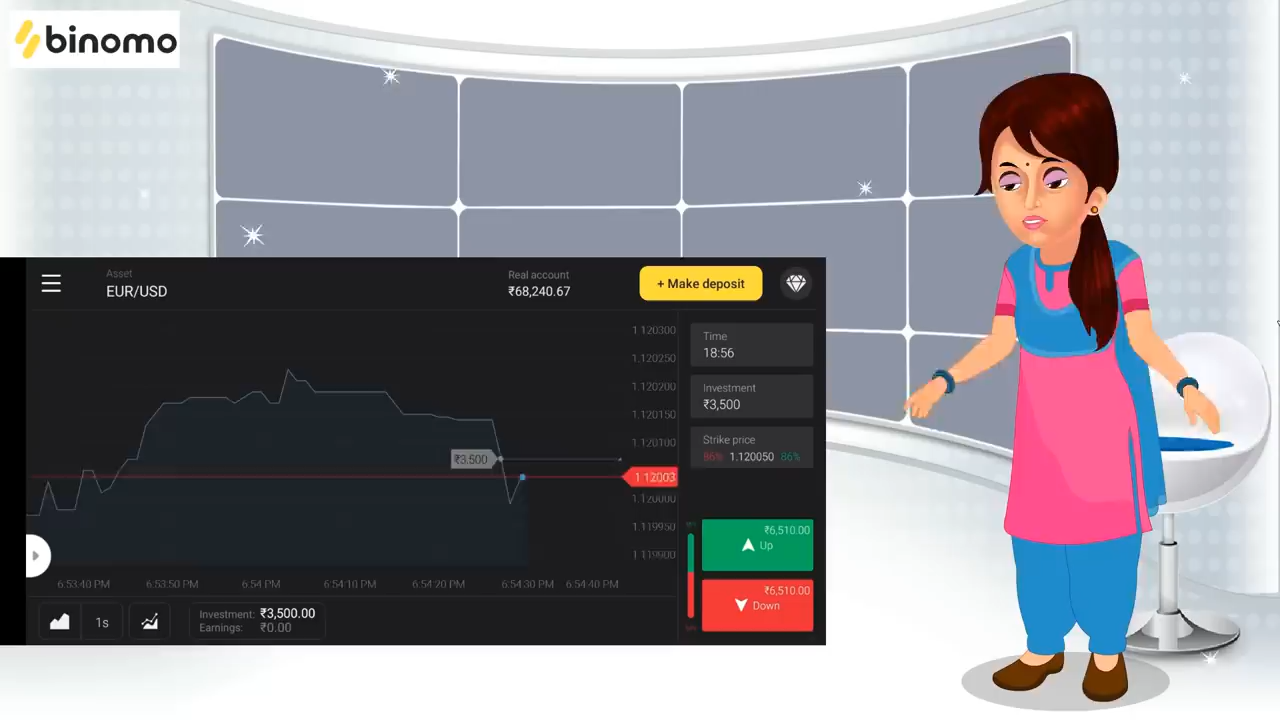 binomo
Asset
EUR/USD
Real account
₹68,240.67
+ Make deposit
1.120300
1.120250
1.120200
1.120150
1.120100
1.12003
1.120000
1.119950
1.119900
Time
18:56
Investment
₹3,500
Strike price
86% 1.120050 86%
₹3,500
₹6,510.00
Up
₹6,510.00
Down
6:53:40 PM 6:53:50 PM 6:54 PM 6:54:10 PM 6:54:20 PM 6:54:30 PM 6:54:40 PM
1s
Investment: ₹3,500.00
Earnings: ₹0.00